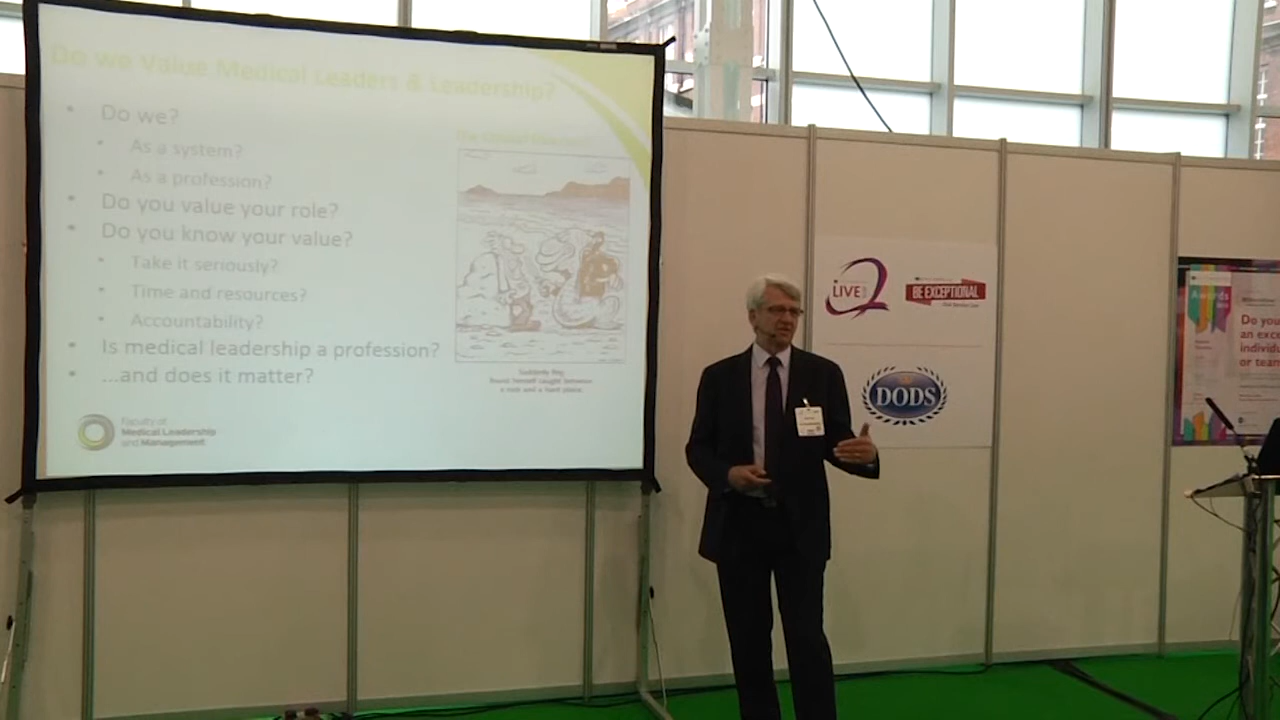 Do we Value Medical Leaders & Leadership?
• Do we?
• As a system?
• As a profession?
• Do you value your role?
• Do you know your value?
• Take it seriously?
• Time and resources?
• Accountability?
• Is medical leadership a profession?
• ...and does it matter?
Suddenly Reg
found himself caught between
a rock and a hard place.
Faculty of
Medical Leadership
and Management
LIVE
BE EXCEPTIONAL
DODS
Awards
Do you
an exce
individu
or team